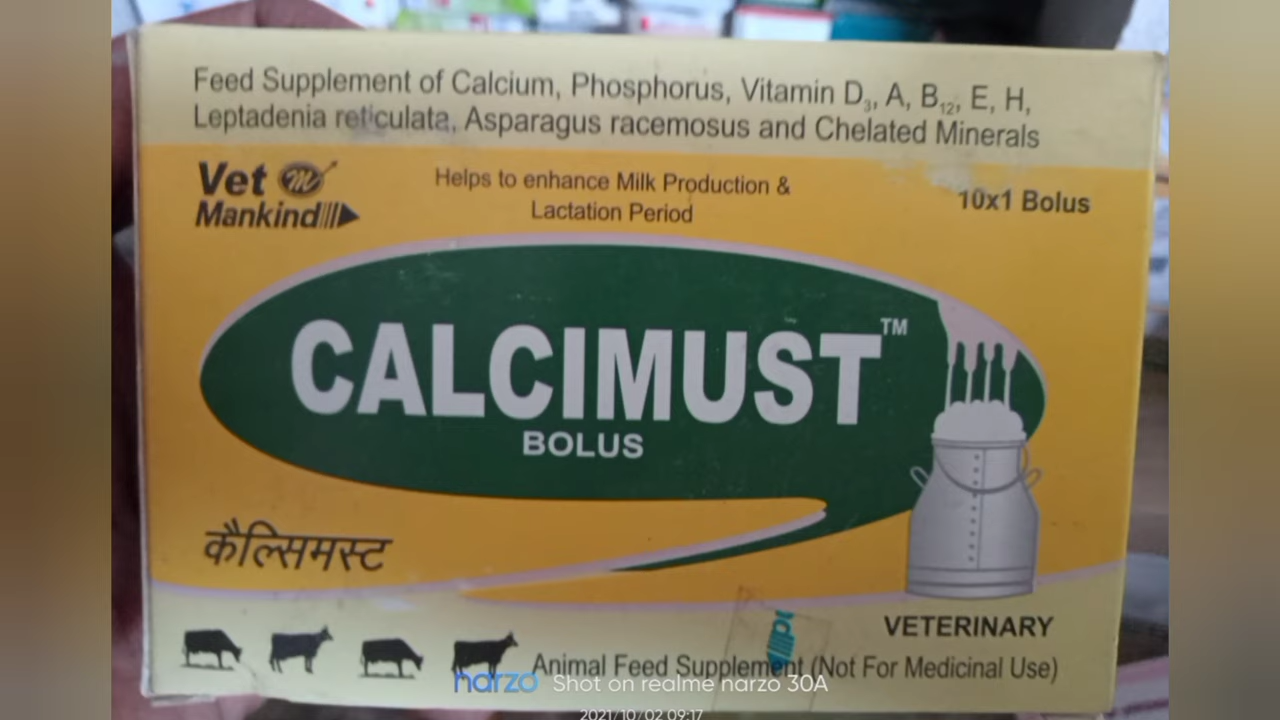 Feed Supplement of Calcium, Phosphorus, Vitamin D₃, A, B₁₂, E, H,
Leptadenia reticulata, Asparagus racemosus and Chelated Minerals
Vet
Mankind
Helps to enhance Milk Production &
Lactation Period
10x1 Bolus
CALCIMUST™
BOLUS
कैल्सिमस्ट
VETERINARY
Animal Feed Supplement (Not For Medicinal Use)
narzo Shot on realme narzo 30A
2021/10/02 09:17